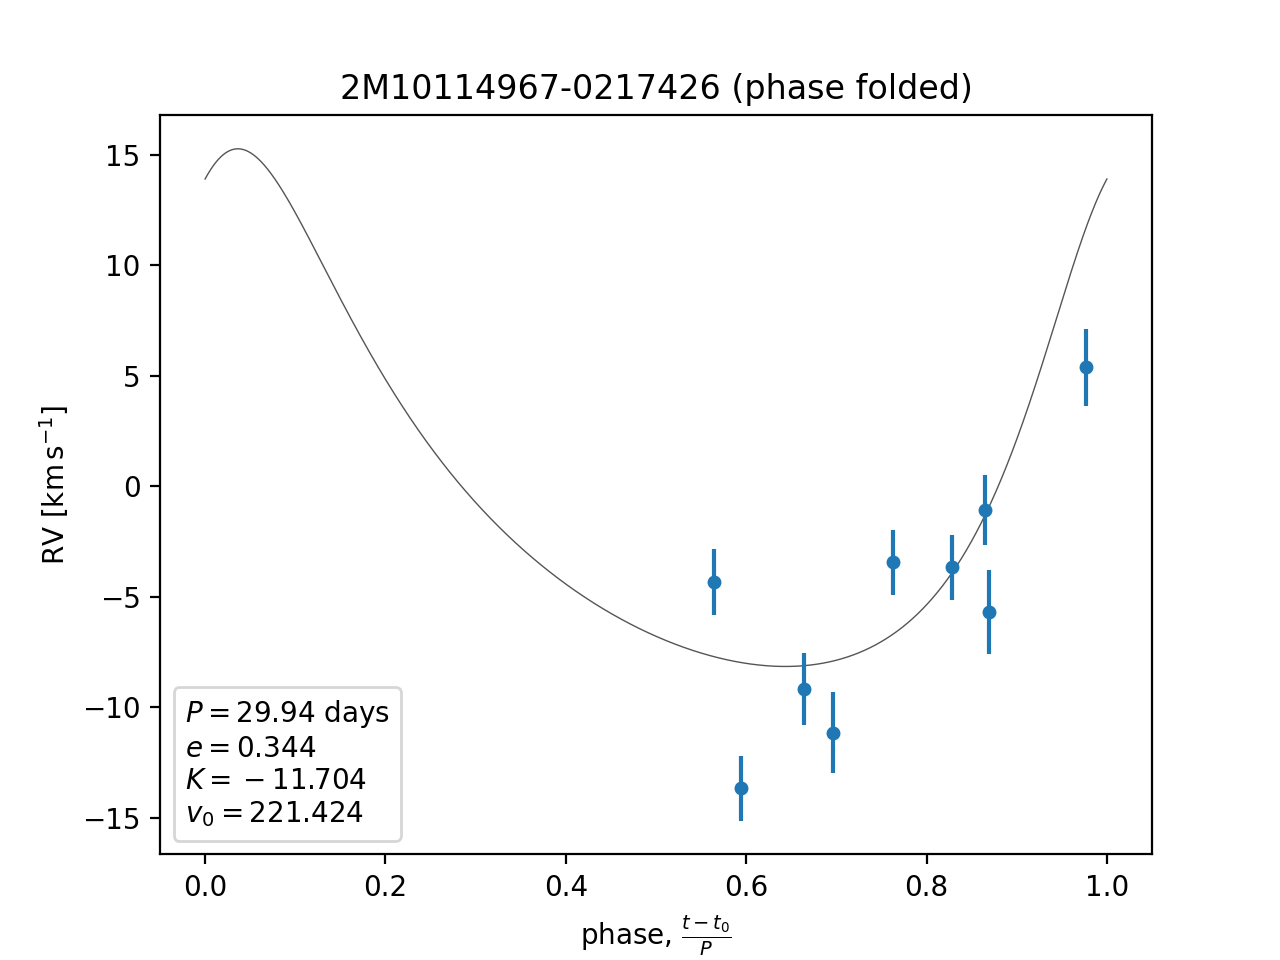 2M10114967-0217426 (phase folded)
RV [km s⁻¹]
15
10
5
0
−5
−10
−15
P = 29.94 days
e = 0.344
K = −11.704
v₀ = 221.424
0.0 0.2 0.4 0.6 0.8 1.0
phase, (t − t₀)/P